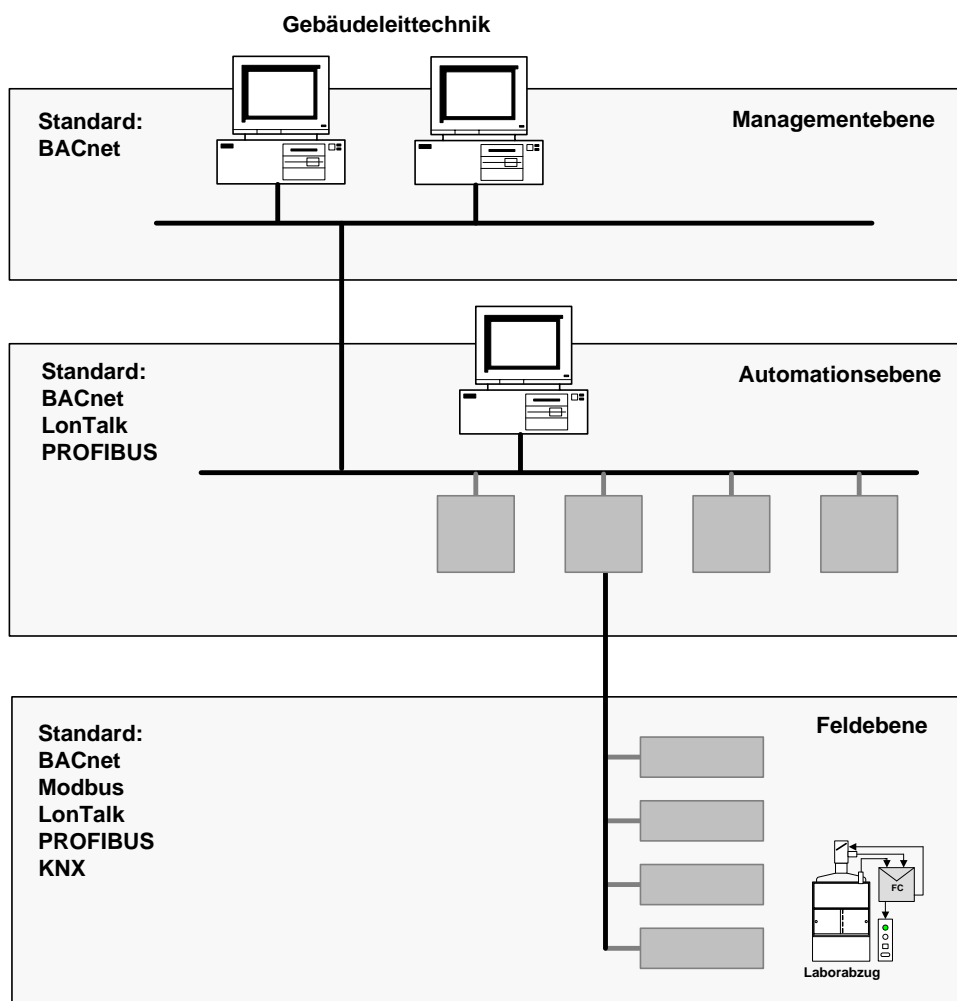 Gebäudeleittechnik
Standard:
BACnet
Managementebene
Standard:
BACnet
LonTalk
PROFIBUS
Automationsebene
Standard:
BACnet
Modbus
LonTalk
PROFIBUS
KNX
Feldebene
FC
Laborabzug